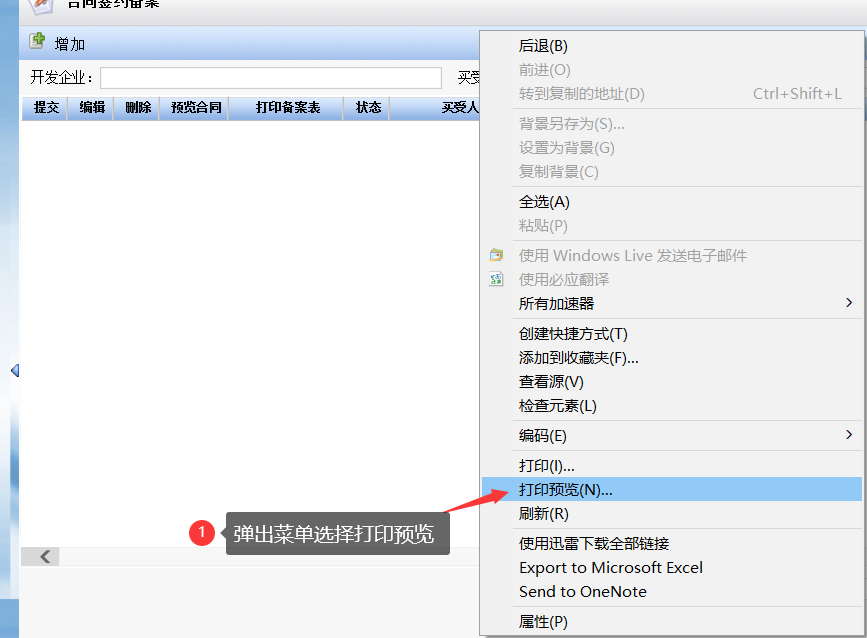 合同签约备案
增加
开发企业：
买受
提交 编辑 删除 预览合同 打印备案表 状态 买受人
后退(B)
前进(O)
转到复制的地址(D) Ctrl+Shift+L
背景另存为(S)...
设置为背景(G)
复制背景(C)
全选(A)
粘贴(P)
使用 Windows Live 发送电子邮件
使用必应翻译
所有加速器
创建快捷方式(T)
添加到收藏夹(F)...
查看源(V)
检查元素(L)
编码(E)
打印(I)...
打印预览(N)...
刷新(R)
1 弹出菜单选择打印预览
使用迅雷下载全部链接
Export to Microsoft Excel
Send to OneNote
属性(P)